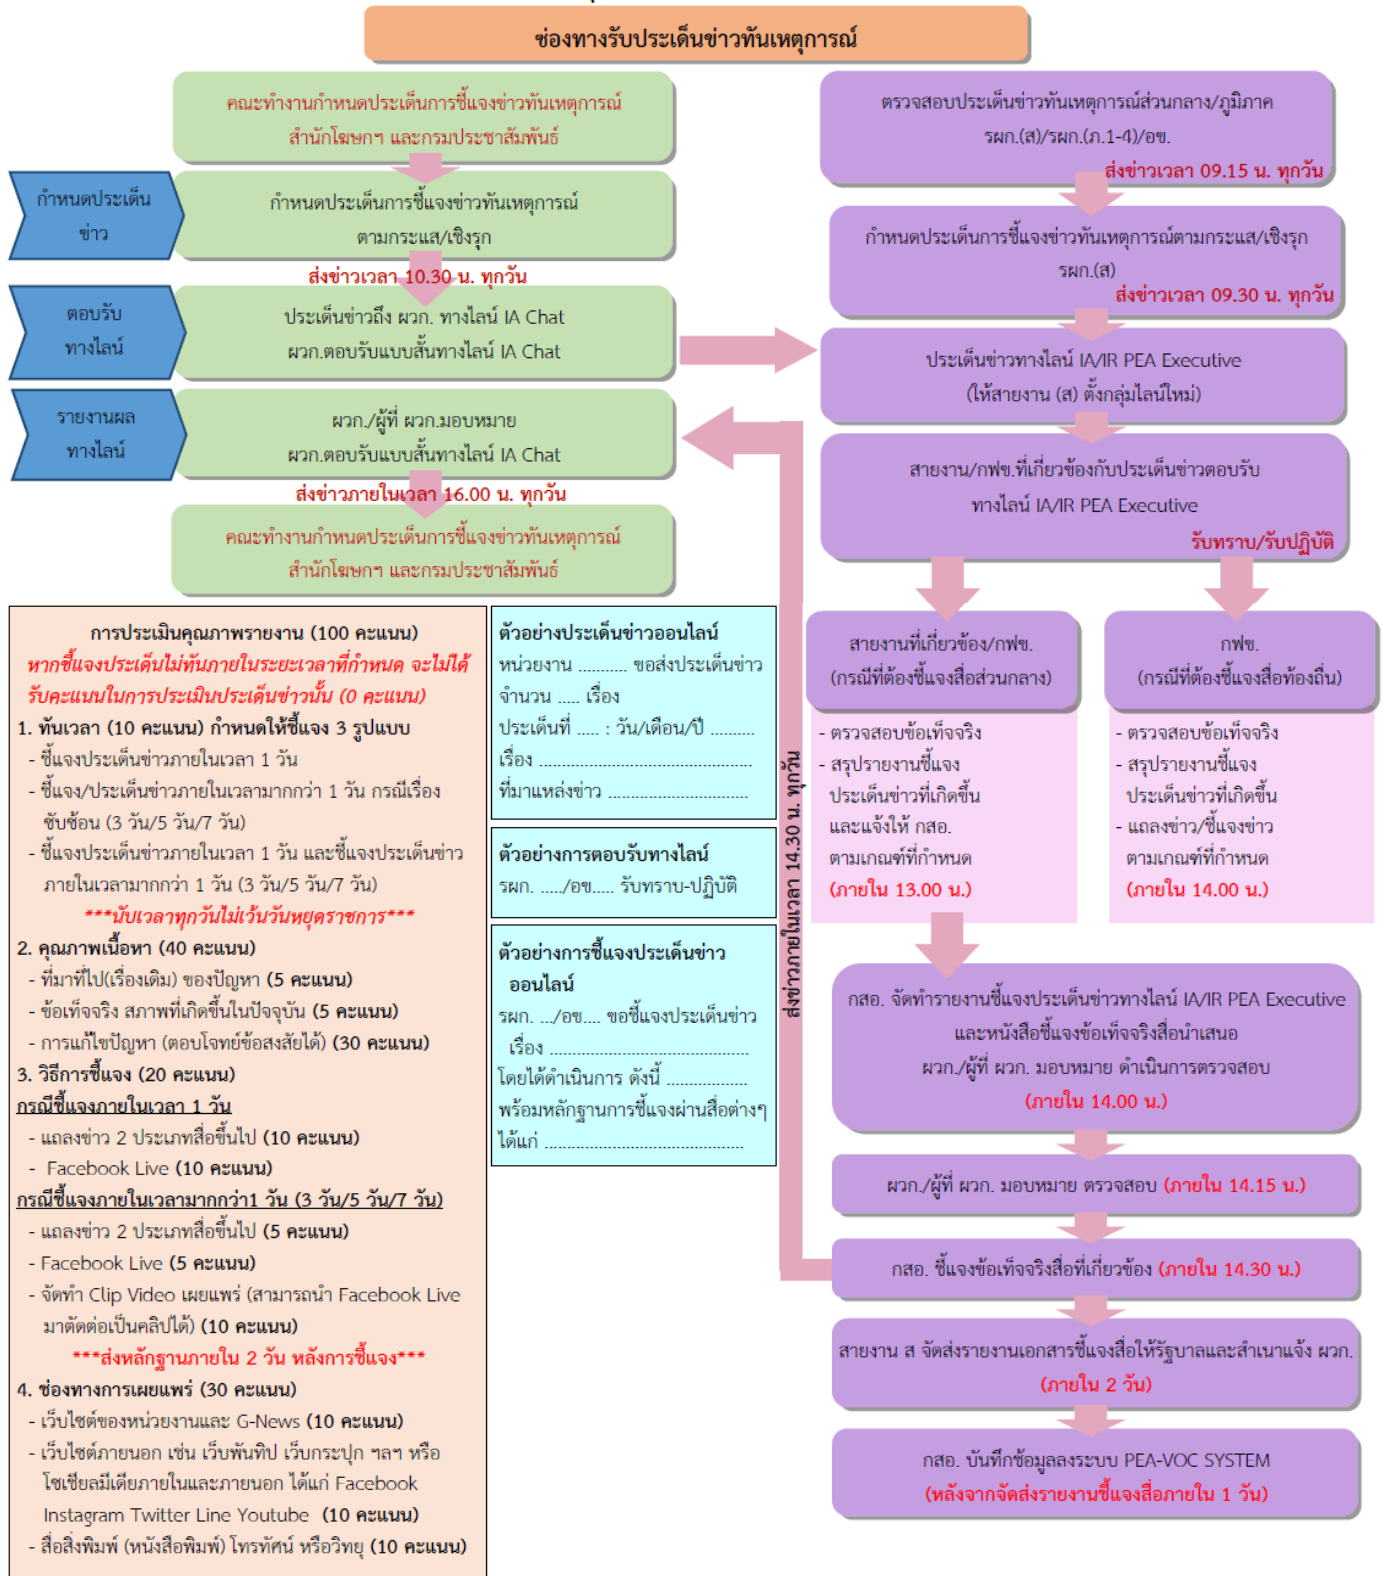 ช่องทางรับประเด็นข่าวทันเหตุการณ์
คณะทำงานกำหนดประเด็นการชี้แจงข่าวทันเหตุการณ์
สำนักโฆษกฯ และกรมประชาสัมพันธ์
กำหนดประเด็น
ข่าว
กำหนดประเด็นการชี้แจงข่าวทันเหตุการณ์
ตามกระแส/เชิงรุก
ส่งข่าวเวลา 10.30 น. ทุกวัน
ตอบรับ
ทางไลน์
ประเด็นข่าวถึง ผวก. ทางไลน์ IA Chat
ผวก.ตอบรับแบบสั้นทางไลน์ IA Chat
รายงานผล
ทางไลน์
ผวก./ผู้ที่ ผวก.มอบหมาย
ผวก.ตอบรับแบบสั้นทางไลน์ IA Chat
ส่งข่าวภายในเวลา 16.00 น. ทุกวัน
คณะทำงานกำหนดประเด็นการชี้แจงข่าวทันเหตุการณ์
สำนักโฆษกฯ และกรมประชาสัมพันธ์
ตรวจสอบประเด็นข่าวทันเหตุการณ์ส่วนกลาง/ภูมิภาค
รผก.(ส)/รผก.(ภ.1-4)/อข.
ส่งข่าวเวลา 09.15 น. ทุกวัน
กำหนดประเด็นการชี้แจงข่าวทันเหตุการณ์ตามกระแส/เชิงรุก
รผก.(ส)
ส่งข่าวเวลา 09.30 น. ทุกวัน
ประเด็นข่าวทางไลน์ IA/IR PEA Executive
(ให้สายงาน (ส) ตั้งกลุ่มไลน์ใหม่)
สายงาน/กฟข.ที่เกี่ยวข้องกับประเด็นข่าวตอบรับ
ทางไลน์ IA/IR PEA Executive
รับทราบ/รับปฏิบัติ
สายงานที่เกี่ยวข้อง/กฟข.
(กรณีที่ต้องชี้แจงสื่อส่วนกลาง)
- ตรวจสอบข้อเท็จจริง
- สรุปรายงานชี้แจง
ประเด็นข่าวที่เกิดขึ้น
และแจ้งให้ กสอ.
ตามเกณฑ์ที่กำหนด
(ภายใน 13.00 น.)
กฟข.
(กรณีที่ต้องชี้แจงสื่อท้องถิ่น)
- ตรวจสอบข้อเท็จจริง
- สรุปรายงานชี้แจง
ประเด็นข่าวที่เกิดขึ้น
- แถลงข่าว/ชี้แจงข่าว
ตามเกณฑ์ที่กำหนด
(ภายใน 14.00 น.)
กสอ. จัดทำรายงานชี้แจงประเด็นข่าวทางไลน์ IA/IR PEA Executive
และหนังสือชี้แจงข้อเท็จจริงสื่อนำเสนอ
ผวก./ผู้ที่ ผวก. มอบหมาย ดำเนินการตรวจสอบ
(ภายใน 14.00 น.)
ผวก./ผู้ที่ ผวก. มอบหมาย ตรวจสอบ (ภายใน 14.15 น.)
กสอ. ชี้แจงข้อเท็จจริงสื่อที่เกี่ยวข้อง (ภายใน 14.30 น.)
สายงาน ส จัดส่งรายงานเอกสารชี้แจงสื่อให้รัฐบาลและสำเนาแจ้ง ผวก.
(ภายใน 2 วัน)
กสอ. บันทึกข้อมูลลงระบบ PEA-VOC SYSTEM
(หลังจากจัดส่งรายงานชี้แจงสื่อภายใน 1 วัน)
ส่งข่าวภายในเวลา 14.30 น. ทุกวัน
การประเมินคุณภาพรายงาน (100 คะแนน)
หากชี้แจงประเด็นไม่ทันภายในระยะเวลาที่กำหนด จะไม่ได้
รับคะแนนในการประเมินประเด็นข่าวนั้น (0 คะแนน)
1. ทันเวลา (10 คะแนน) กำหนดให้ชี้แจง 3 รูปแบบ
- ชี้แจงประเด็นข่าวภายในเวลา 1 วัน
- ชี้แจง/ประเด็นข่าวภายในเวลามากกว่า 1 วัน กรณีเรื่อง
ซับซ้อน (3 วัน/5 วัน/7 วัน)
- ชี้แจงประเด็นข่าวภายในเวลา 1 วัน และชี้แจงประเด็นข่าว
ภายในเวลามากกว่า 1 วัน (3 วัน/5 วัน/7 วัน)
***นับเวลาทุกวันไม่เว้นวันหยุดราชการ***
2. คุณภาพเนื้อหา (40 คะแนน)
- ที่มาที่ไป(เรื่องเดิม) ของปัญหา (5 คะแนน)
- ข้อเท็จจริง สภาพที่เกิดขึ้นในปัจจุบัน (5 คะแนน)
- การแก้ไขปัญหา (ตอบโจทย์ข้อสงสัยได้) (30 คะแนน)
3. วิธีการชี้แจง (20 คะแนน)
กรณีชี้แจงภายในเวลา 1 วัน
- แถลงข่าว 2 ประเภทสื่อขึ้นไป (10 คะแนน)
- Facebook Live (10 คะแนน)
กรณีชี้แจงภายในเวลามากกว่า1 วัน (3 วัน/5 วัน/7 วัน)
- แถลงข่าว 2 ประเภทสื่อขึ้นไป (5 คะแนน)
- Facebook Live (5 คะแนน)
- จัดทำ Clip Video เผยแพร่ (สามารถนำ Facebook Live
มาตัดต่อเป็นคลิปได้) (10 คะแนน)
***ส่งหลักฐานภายใน 2 วัน หลังการชี้แจง***
4. ช่องทางการเผยแพร่ (30 คะแนน)
- เว็บไซต์ของหน่วยงานและ G-News (10 คะแนน)
- เว็บไซต์ภายนอก เช่น เว็บพันทิป เว็บกระปุก ฯลฯ หรือ
โซเชียลมีเดียภายในและภายนอก ได้แก่ Facebook
Instagram Twitter Line Youtube (10 คะแนน)
- สื่อสิ่งพิมพ์ (หนังสือพิมพ์) โทรทัศน์ หรือวิทยุ (10 คะแนน)
ตัวอย่างประเด็นข่าวออนไลน์
หน่วยงาน .......... ขอส่งประเด็นข่าว
จำนวน ..... เรื่อง
ประเด็นที่ ..... : วัน/เดือน/ปี ..........
เรื่อง ...............................................
ที่มาแหล่งข่าว ...............................
ตัวอย่างการตอบรับทางไลน์
รผก. ...../อข..... รับทราบ-ปฏิบัติ
ตัวอย่างการชี้แจงประเด็นข่าว
ออนไลน์
รผก. .../อข.... ขอชี้แจงประเด็นข่าว
เรื่อง ............................................
โดยได้ดำเนินการ ดังนี้ ..................
พร้อมหลักฐานการชี้แจงผ่านสื่อต่างๆ
ได้แก่ ............................................